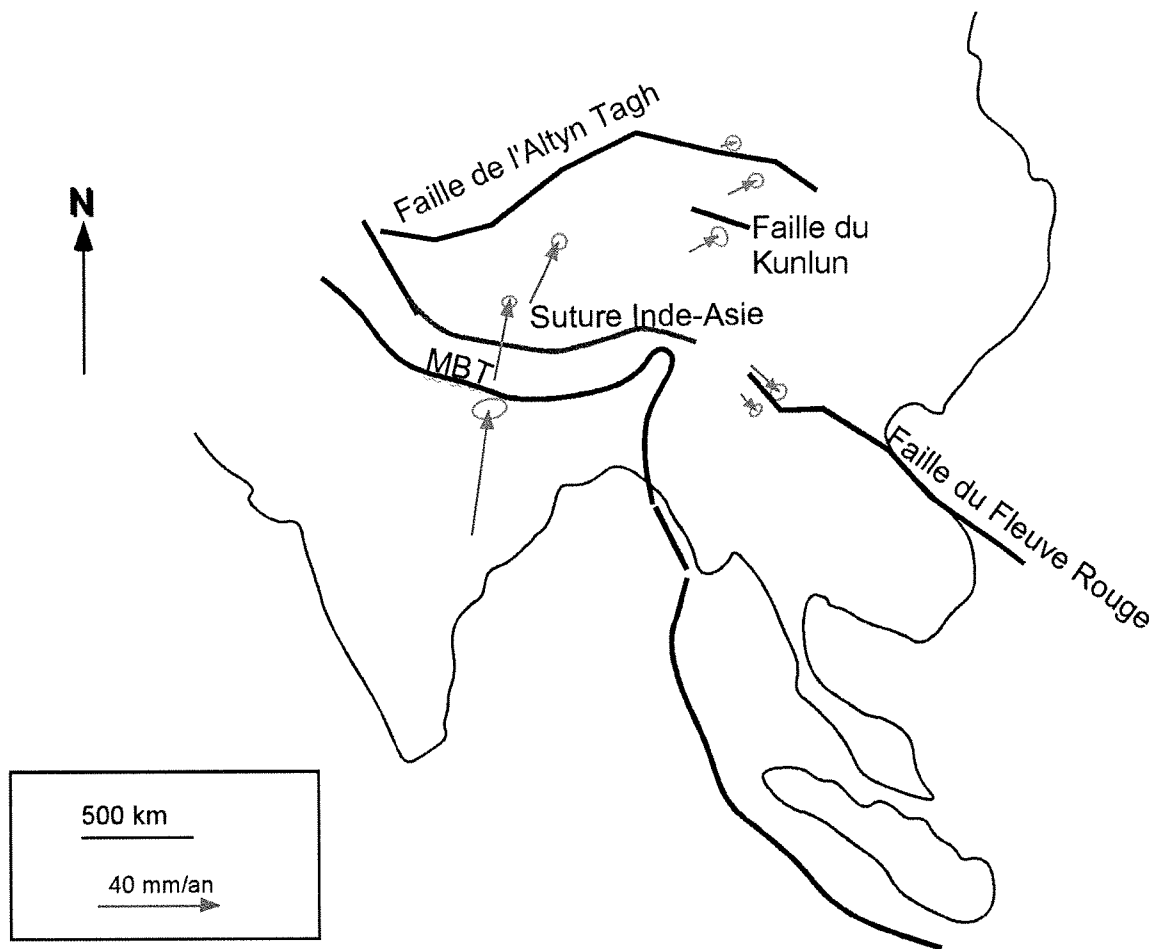 Faille de l'Altyn Tagh
N
Faille du
Kunlun
Suture Inde-Asie
MBT
Faille du Fleuve Rouge
500 km
40 mm/an